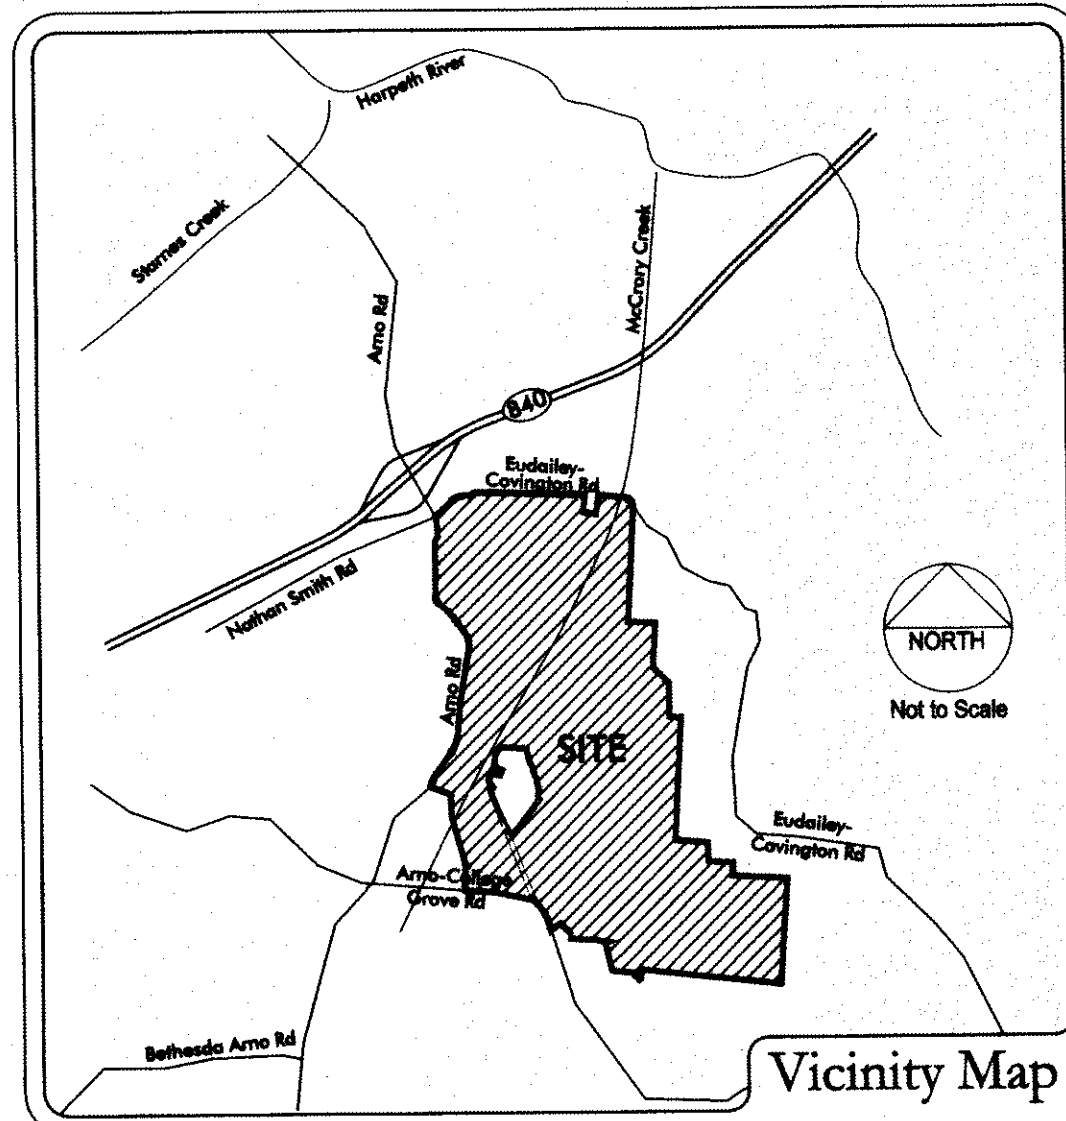 Harpeth River
Starnes Creek
McCrory Creek
Arno Rd
840
Eudailey-
Covington Rd
Nathan Smith Rd
NORTH
Not to Scale
Arno Rd
SITE
Eudailey-
Covington Rd
Arno-College
Grove Rd
Bethesda Arno Rd
Vicinity Map